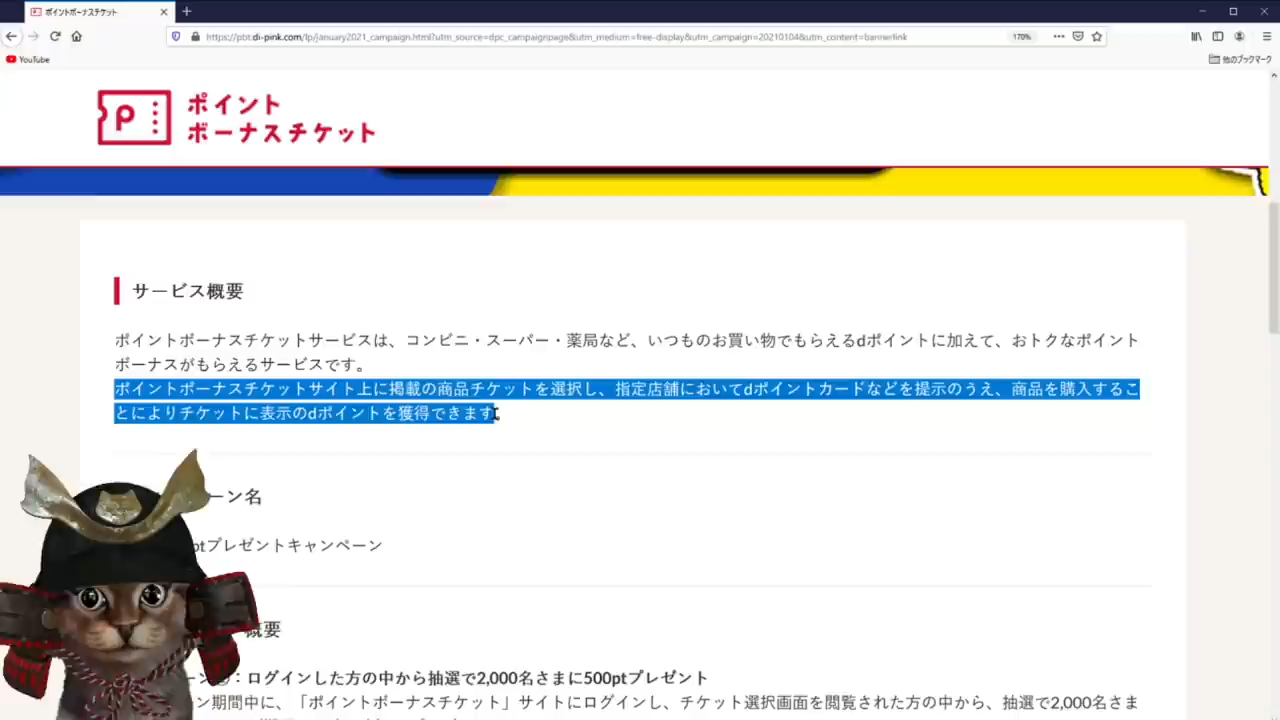 ポイントボーナスチケット
https://pbt.di-pink.com/lp/january2021_campaign.html?utm_source=dpc_campaignpage&utm_medium=free-display&utm_campaign=20210104&utm_content=bannerlink
170%
YouTube
他のブックマーク
P
ポイント
ボーナスチケット
サービス概要
ポイントボーナスチケットサービスは、コンビニ・スーパー・薬局など、いつものお買い物でもらえるdポイントに加えて、おトクなポイント
ボーナスがもらえるサービスです。
ポイントボーナスチケットサイト上に掲載の商品チケットを選択し、指定店舗においてdポイントカードなどを提示のうえ、商品を購入するこ
とによりチケットに表示のdポイントを獲得できます。
ーン名
ptプレゼントキャンペーン
概要
ーン①：ログインした方の中から抽選で2,000名さまに500ptプレゼント
ン期間中に、「ポイントボーナスチケット」サイトにログインし、チケット選択画面を閲覧された方の中から、抽選で2,000名さま